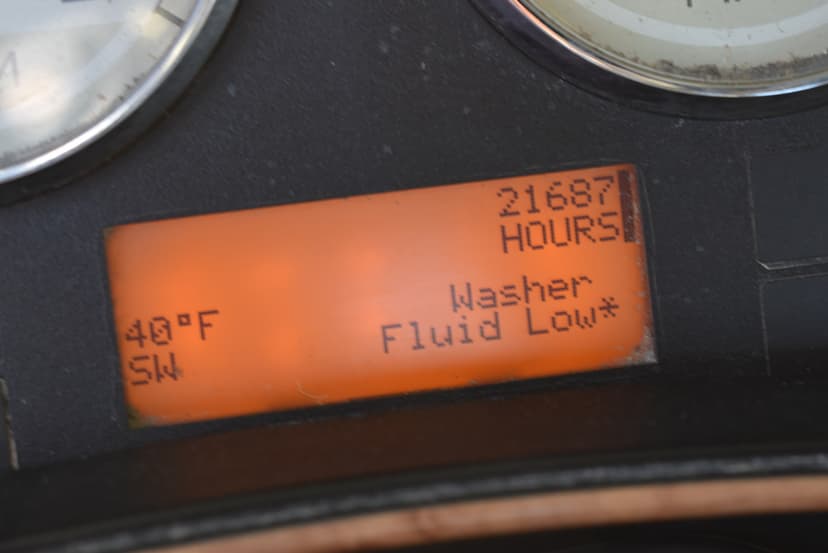 21687
HOURS
Washer
Fluid Low*
40°F
SW